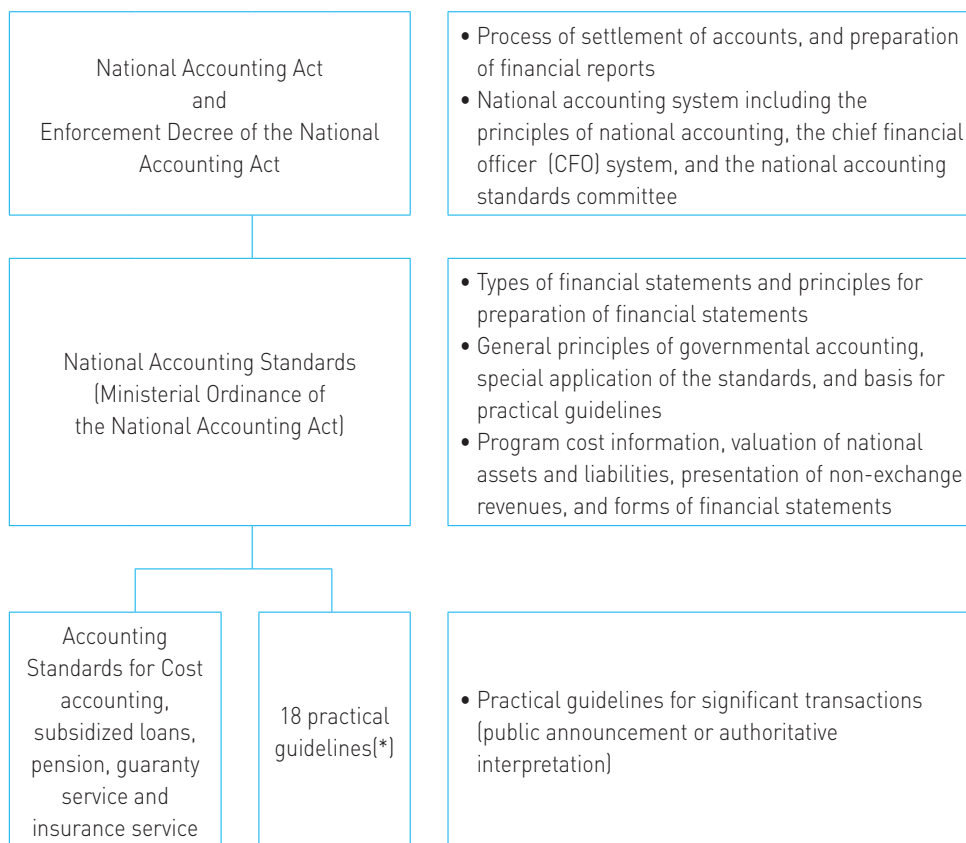 National Accounting Act
and
Enforcement Decree of the National
Accounting Act
• Process of settlement of accounts, and preparation
of financial reports
• National accounting system including the
principles of national accounting, the chief financial
officer (CFO) system, and the national accounting
standards committee
National Accounting Standards
(Ministerial Ordinance of
the National Accounting Act)
• Types of financial statements and principles for
preparation of financial statements
• General principles of governmental accounting,
special application of the standards, and basis for
practical guidelines
• Program cost information, valuation of national
assets and liabilities, presentation of non-exchange
revenues, and forms of financial statements
Accounting
Standards for Cost
accounting,
subsidized loans,
pension, guaranty
service and
insurance service
18 practical
guidelines(*)
• Practical guidelines for significant transactions
(public announcement or authoritative
interpretation)